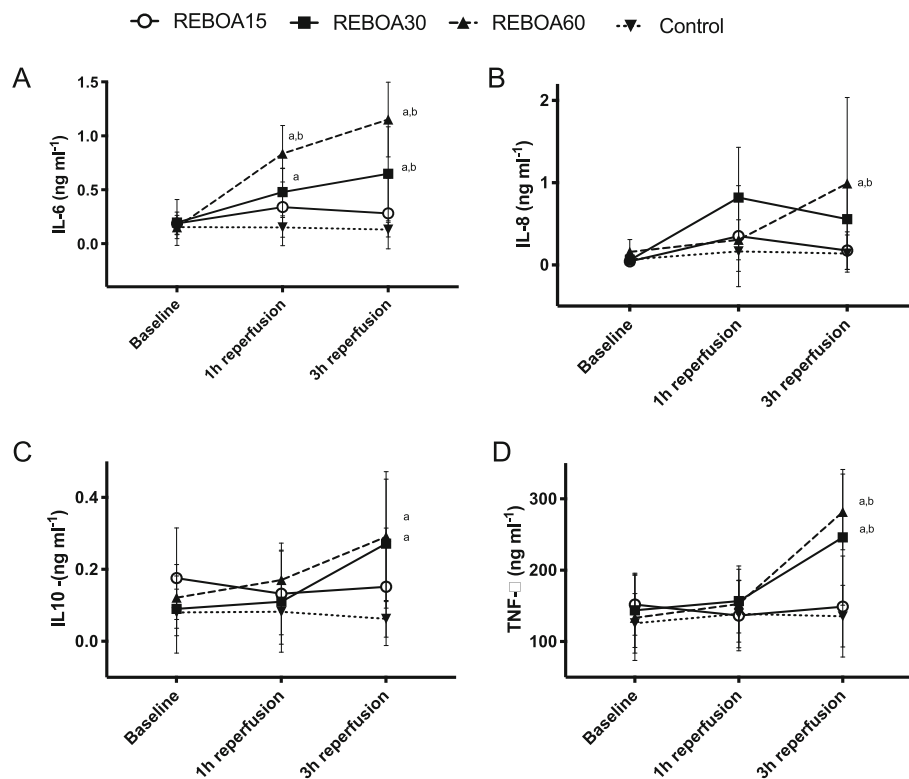 REBOA15 REBOA30 REBOA60 Control
A
IL-6 (ng ml-1)
1.5
1.0
0.5
0.0
a,b
a
a,b
a,b
Baseline
1h reperfusion
3h reperfusion
B
IL-8 (ng ml-1)
2
1
0
a,b
Baseline
1h reperfusion
3h reperfusion
C
IL10 -(ng ml-1)
0.4
0.2
0.0
a
a
Baseline
1h reperfusion
3h reperfusion
D
TNF-□ (ng ml-1)
300
200
100
a,b
a,b
Baseline
1h reperfusion
3h reperfusion